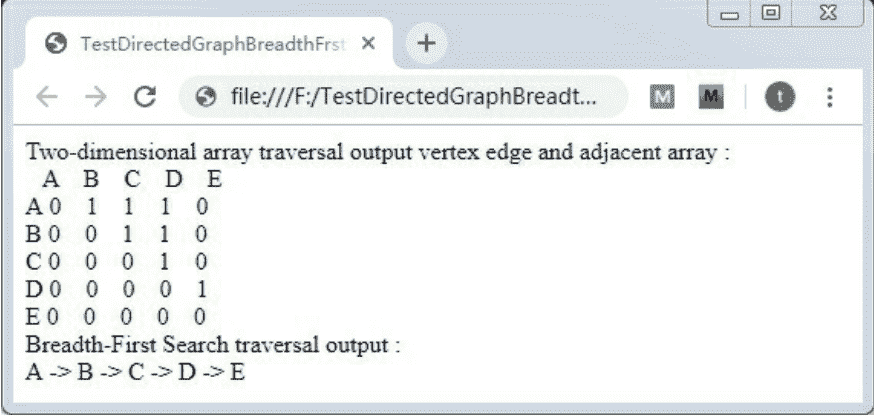 TestDirectedGraphBreadthFrst
file:///F:/TestDirectedGraphBreadt...
M M t
Two-dimensional array traversal output vertex edge and adjacent array :
A B C D E
A 0 1 1 1 0
B 0 0 1 1 0
C 0 0 0 1 0
D 0 0 0 0 1
E 0 0 0 0 0
Breadth-First Search traversal output :
A -> B -> C -> D -> E